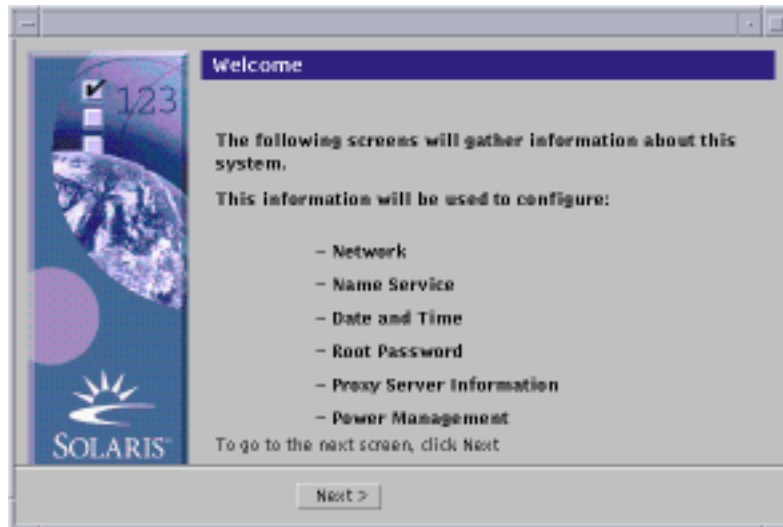 Welcome
123
The following screens will gather information about this
system.
This information will be used to configure:
– Network
– Name Service
– Date and Time
– Root Password
– Proxy Server Information
– Power Management
To go to the next screen, click Next
SOLARIS™
Next >